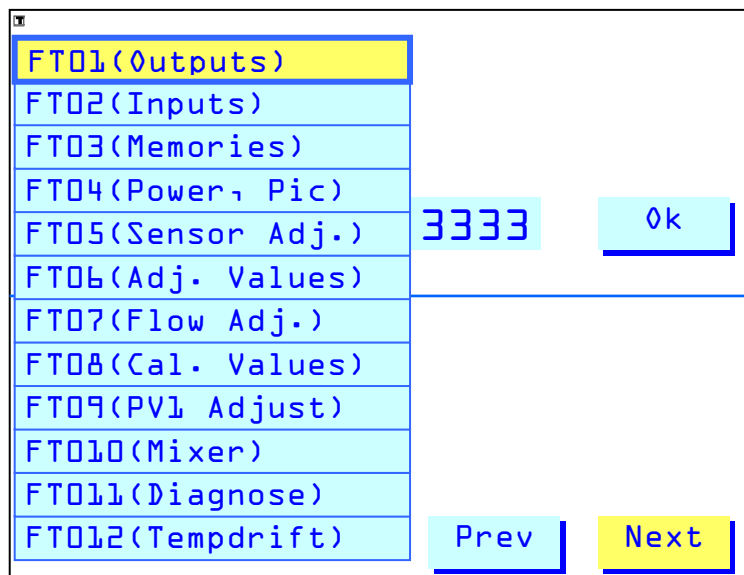 T
FT01(Outputs)
FT02(Inputs)
FT03(Memories)
FT04(Power, Pic)
FT05(Sensor Adj.)
3333
Ok
FT06(Adj. Values)
FT07(Flow Adj.)
FT08(Cal. Values)
FT09(PV1 Adjust)
FT010(Mixer)
FT011(Diagnose)
FT012(Tempdrift)
Prev
Next